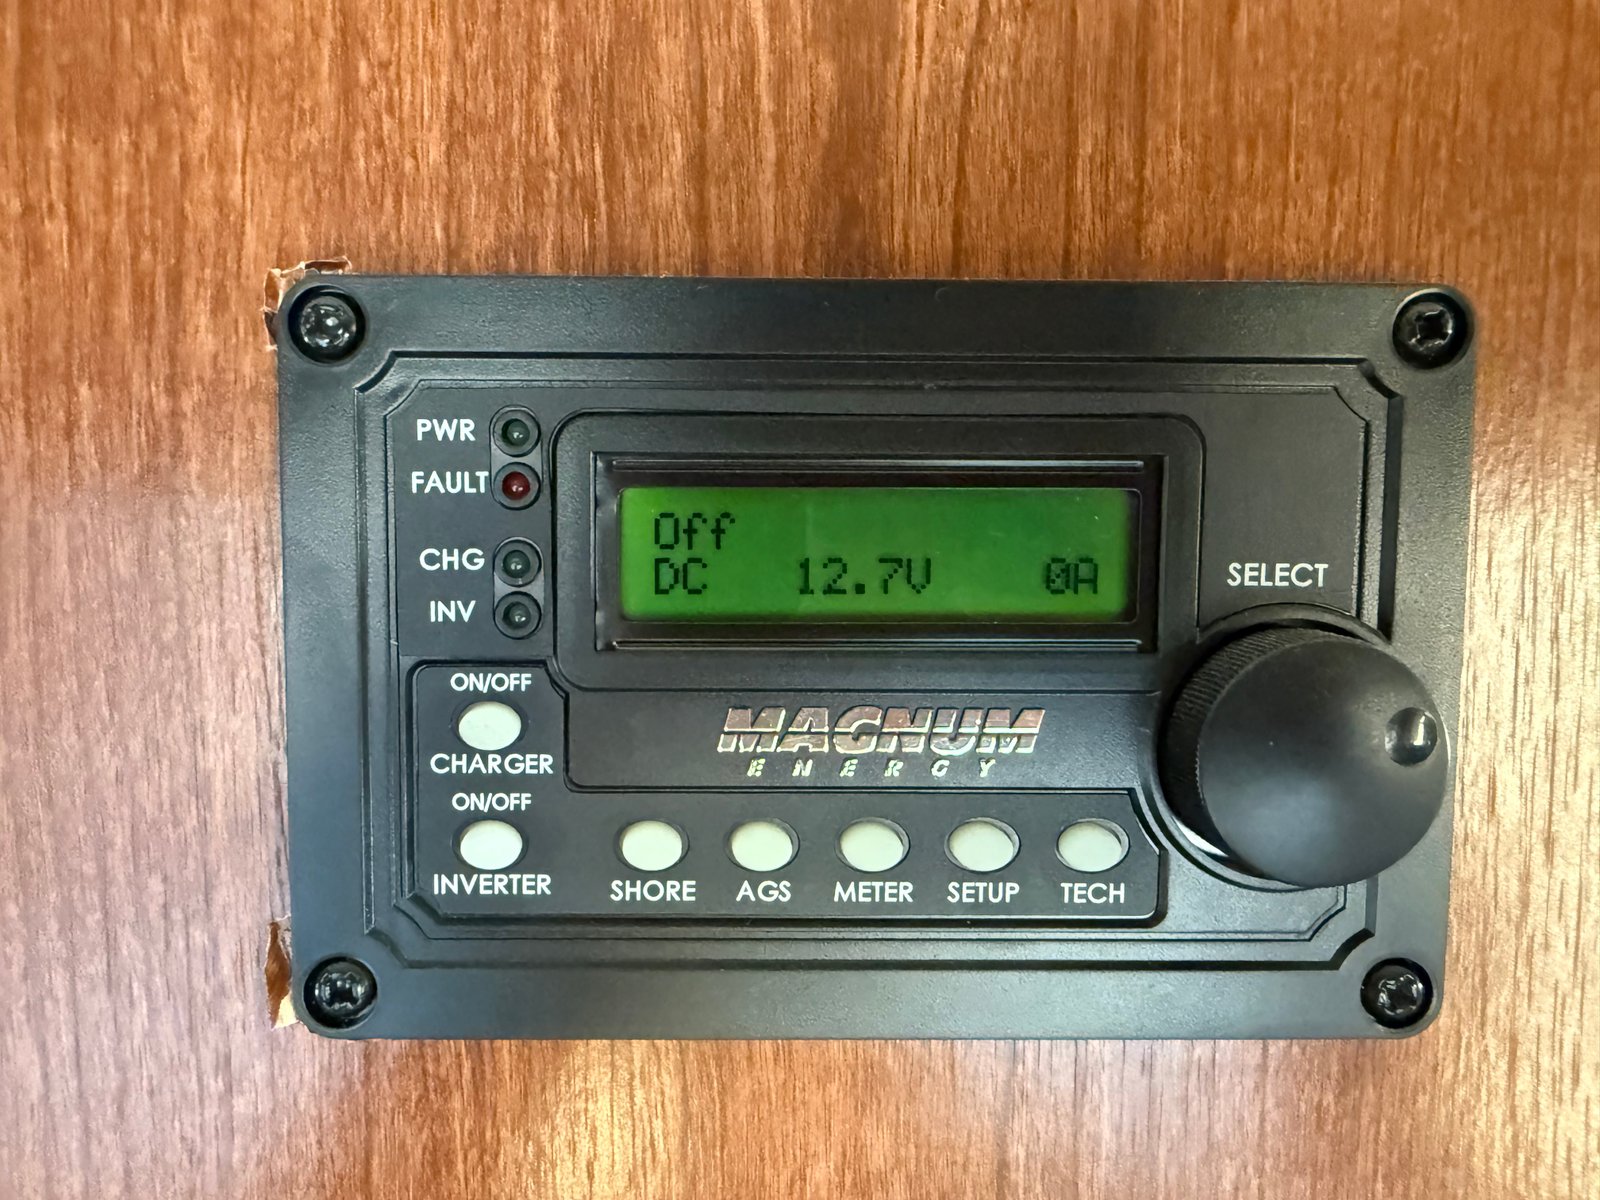 PWR
FAULT
CHG
INV
Off
DC 12.7V 0A
SELECT
ON/OFF
CHARGER
ON/OFF
INVERTER
MAGNUM
ENERGY
SHORE AGS METER SETUP TECH